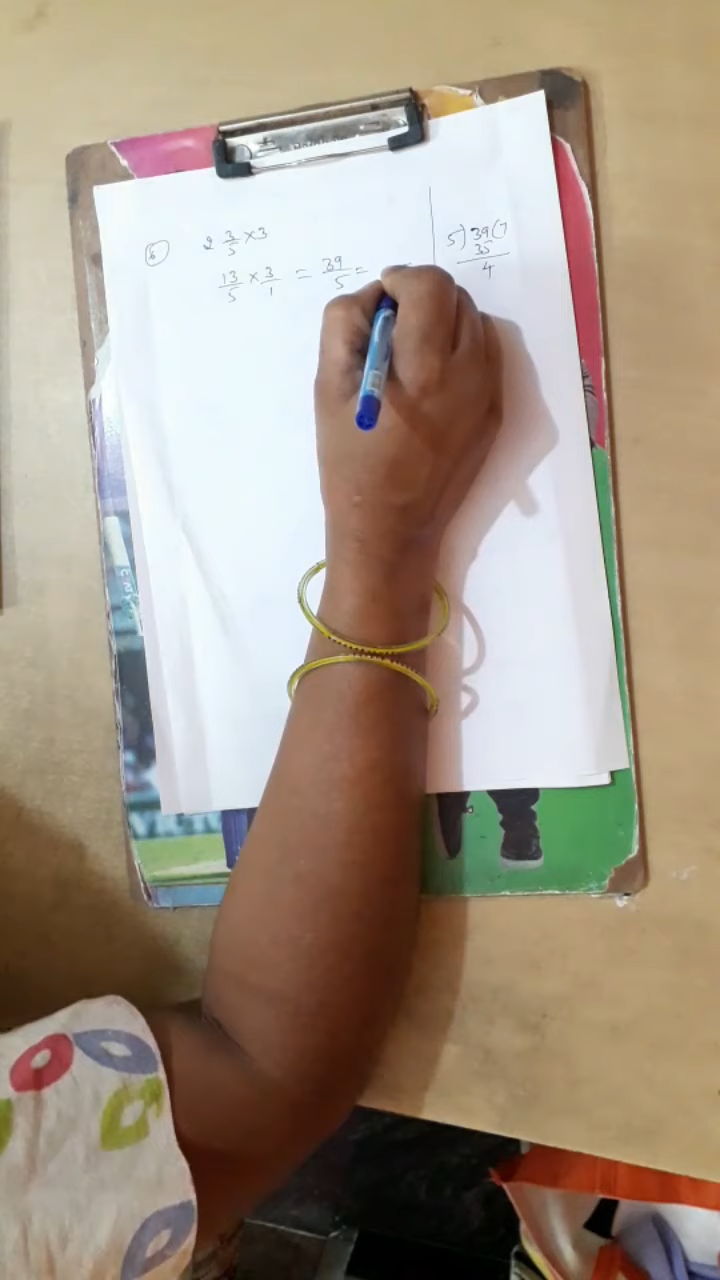 6) 2 3/5 × 3
13/5 × 3/1 = 39/5 =
5) 39 (7
35
4